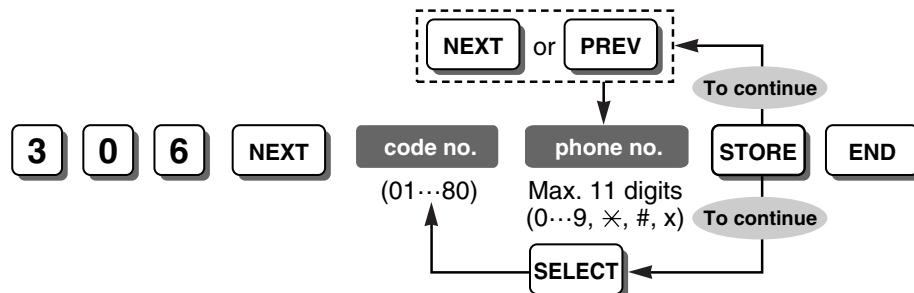 NEXT or PREV
To continue
3 0 6 NEXT code no. phone no. STORE END
(01···80) Max. 11 digits
(0···9, ✳, #, x)
To continue
SELECT